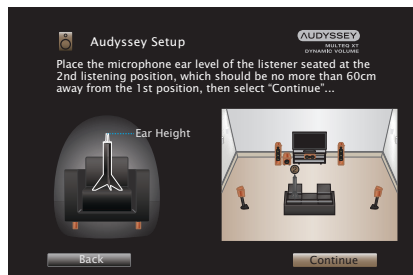 Audyssey Setup
AUDYSSEY
MULTEQ XT
DYNAMIC VOLUME
Place the microphone ear level of the listener seated at the
2nd listening position, which should be no more than 60cm
away from the 1st position, then select “Continue”...
Ear Height
Back
Continue